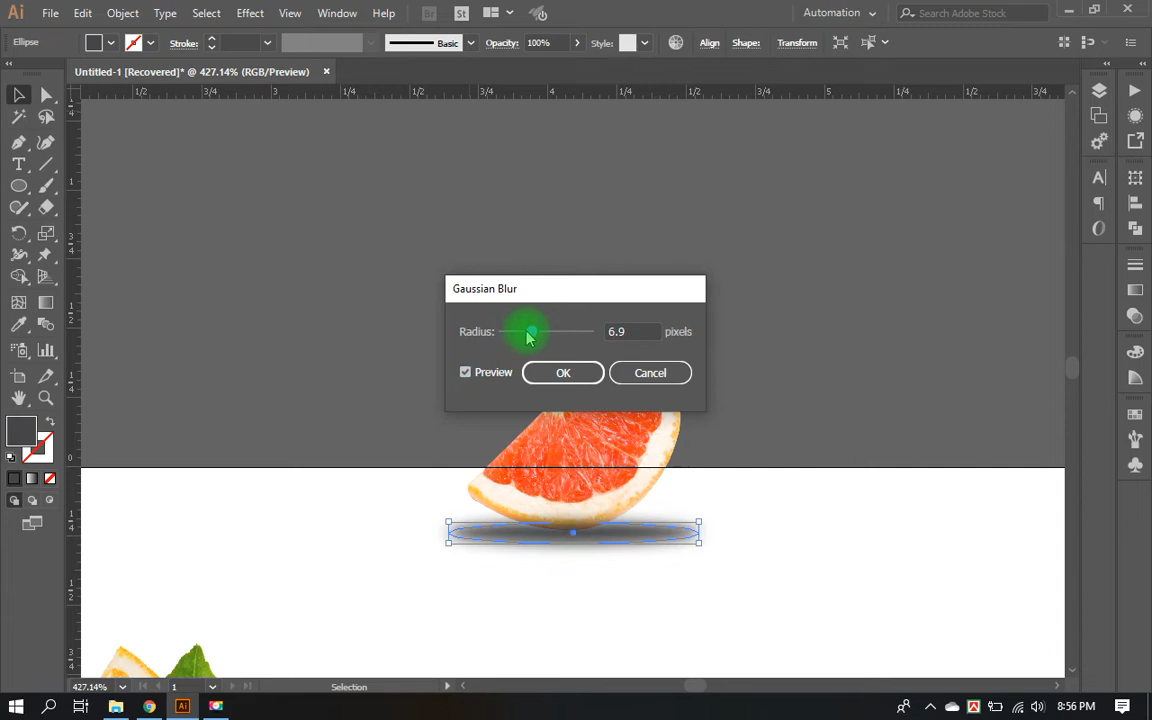 Ai File Edit Object Type Select Effect View Window Help Br St Automation Search Adobe Stock
Ellipse Stroke: Basic Opacity: 100% Style: Align Shape: Transform
Untitled-1 [Recovered]* @ 427.14% (RGB/Preview)
1/2 3/4 3 1/4 1/2 3/4 4 1/4 1/2 3/4 5 1/4 1/2 3/4
Gaussian Blur
Radius: 6.9 pixels
Preview OK Cancel
427.14% 1 Selection
Ai 8:56 PM